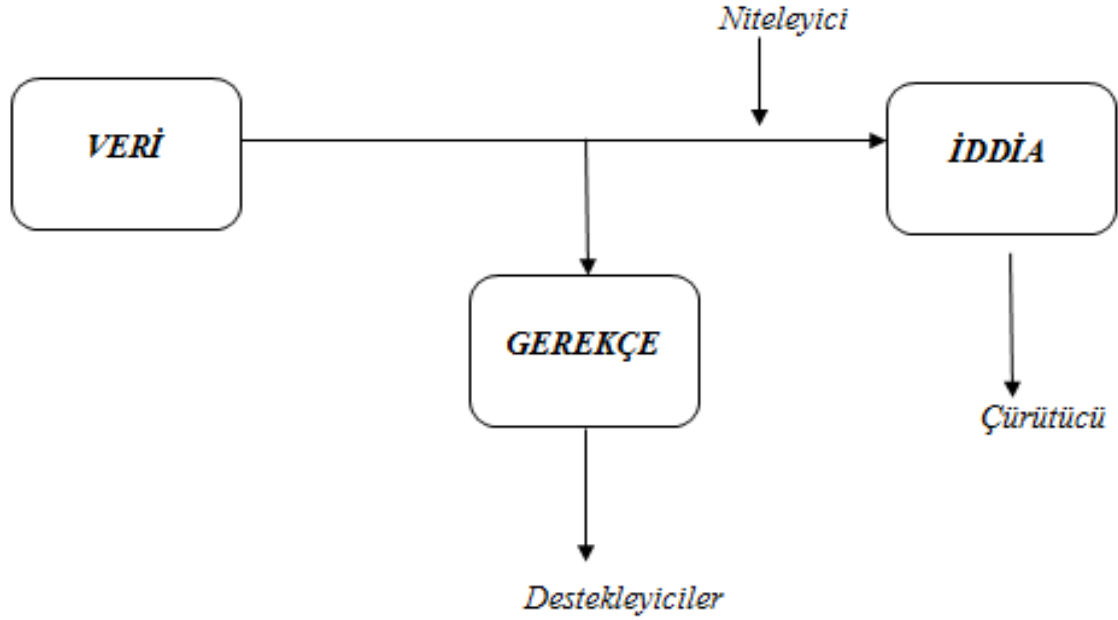 Niteleyici
VERİ
İDDİA
GEREKÇE
Çürütücü
Destekleyiciler